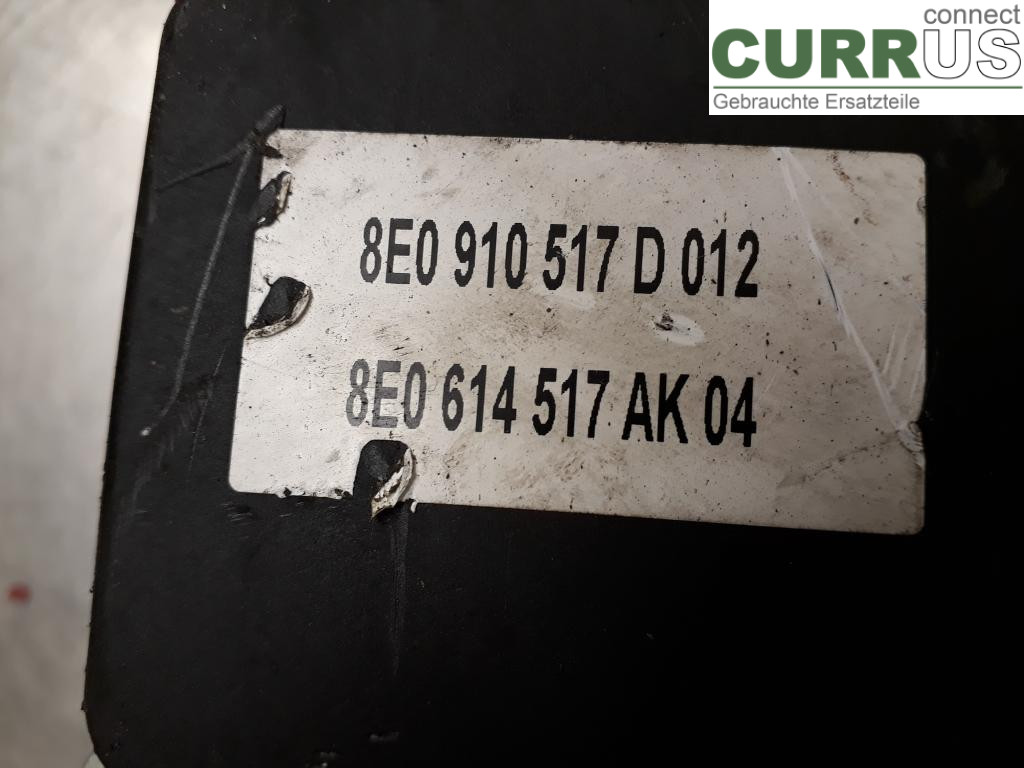 connect
CURRUS
Gebrauchte Ersatzteile
8E0 910 517 D 012
8E0 614 517 AK 04